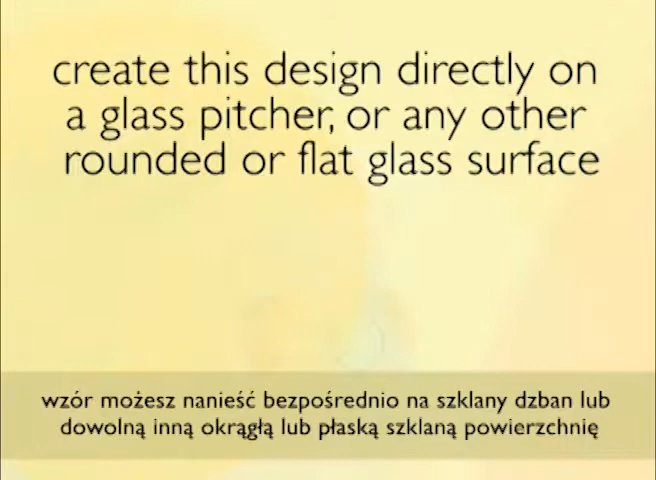 create this design directly on
a glass pitcher, or any other
rounded or flat glass surface
wzór możesz nanieść bezpośrednio na szklany dzban lub
dowolną inną okrągłą lub płaską szklaną powierzchnię